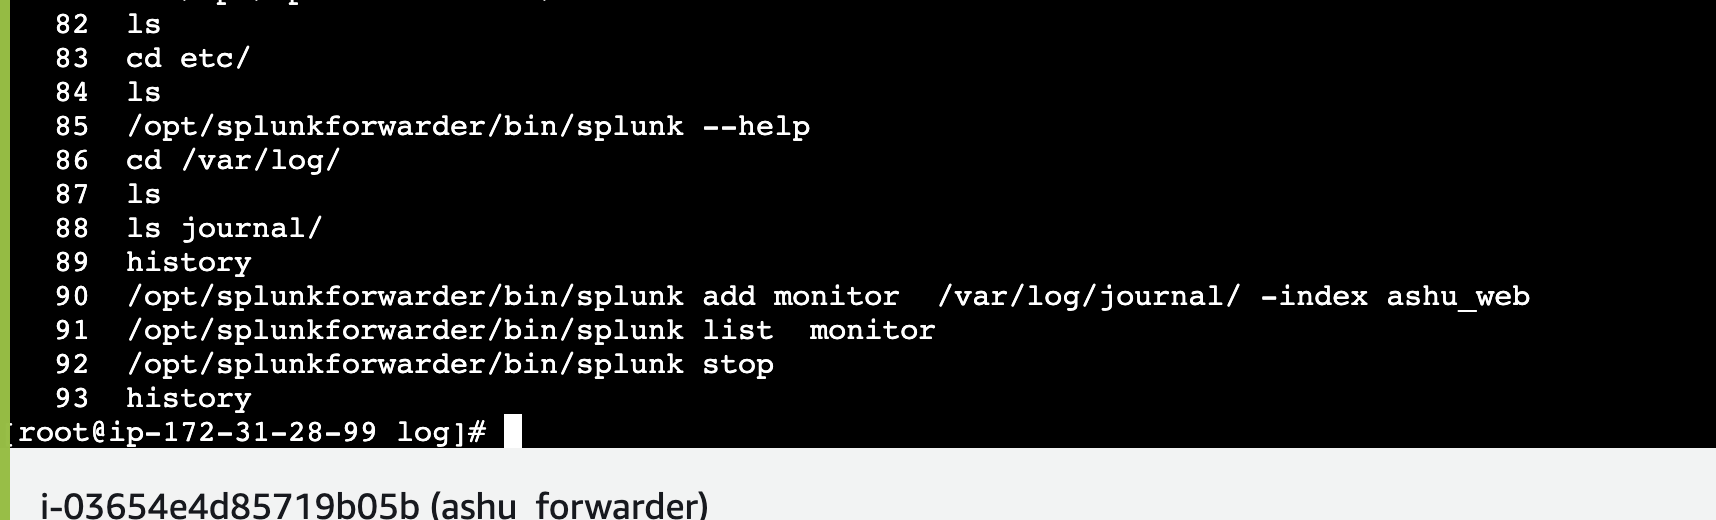 82 ls
83 cd etc/
84 ls
85 /opt/splunkforwarder/bin/splunk --help
86 cd /var/log/
87 ls
88 ls journal/
89 history
90 /opt/splunkforwarder/bin/splunk add monitor  /var/log/journal/ -index ashu_web
91 /opt/splunkforwarder/bin/splunk list  monitor
92 /opt/splunkforwarder/bin/splunk stop
93 history
[root@ip-172-31-28-99 log]#
i-03654e4d85719b05b (ashu_forwarder)